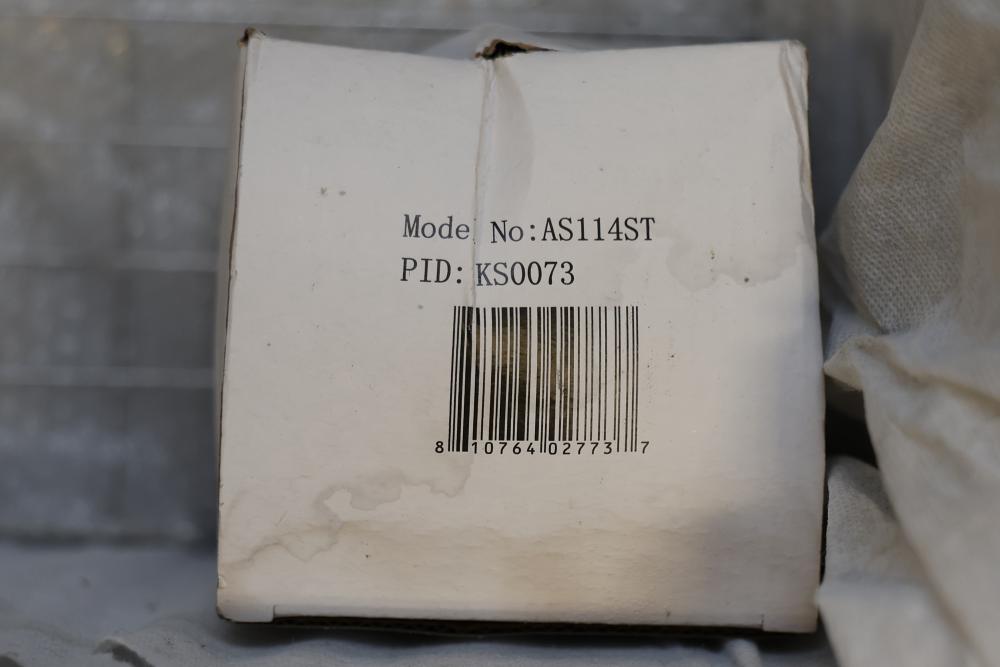 Model No:AS114ST
PID: KS0073
8 10764 02773 7